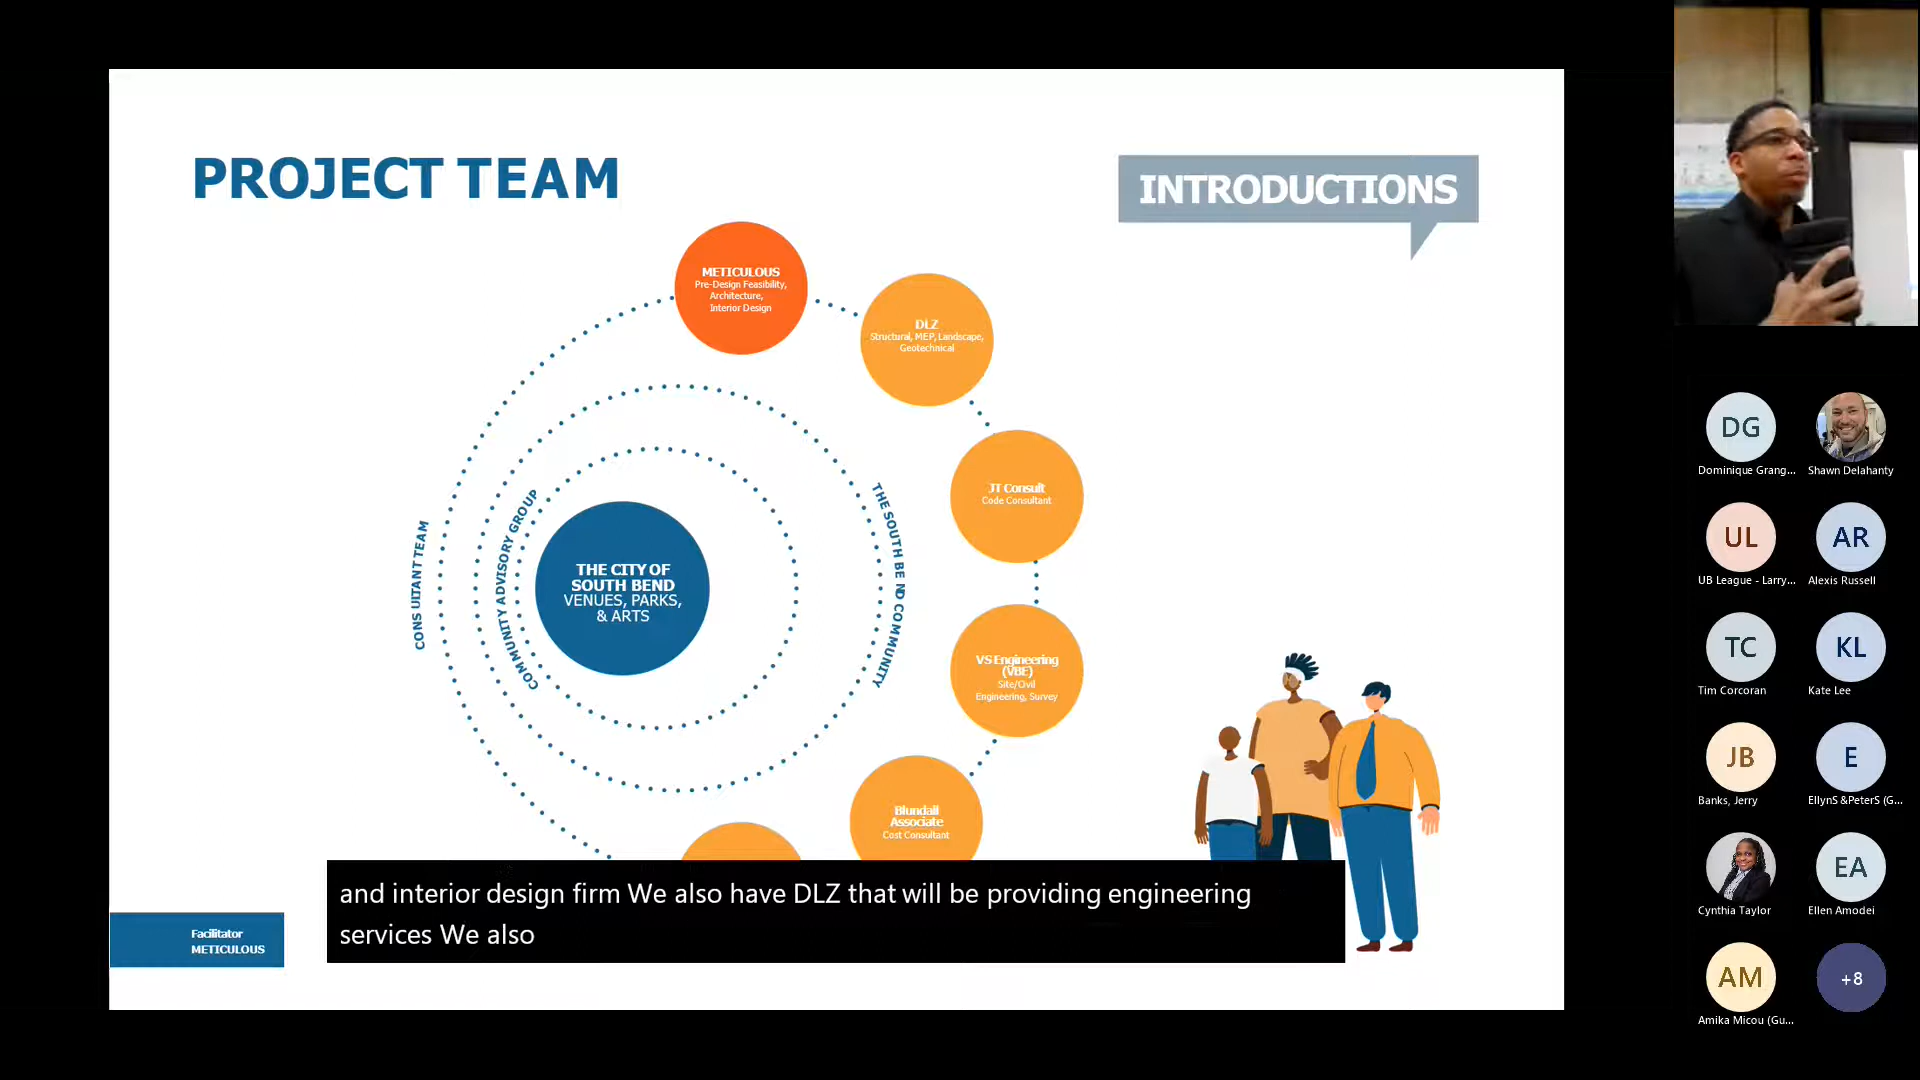 PROJECT TEAM
INTRODUCTIONS
METICULOUS
Pre-Design Feasibility,
Architecture,
Interior Design
DLZ
Structural, MEP, Landscape,
Geotechnical
JT Consult
Code Consultant
VS Engineering
(VBE)
Site/Civil
Engineering, Survey
Blundall
Associate
Cost Consultant
THE CITY OF
SOUTH BEND
VENUES, PARKS,
& ARTS
CONSULTANT TEAM
COMMUNITY ADVISORY GROUP
THE SOUTH BEND COMMUNITY
and interior design firm We also have DLZ that will be providing engineering
services We also
Facilitator
METICULOUS
DG
Dominique Grang...
Shawn Delahanty
UL
UB League - Larry...
AR
Alexis Russell
TC
Tim Corcoran
KL
Kate Lee
JB
Banks, Jerry
E
EllynS &PeterS (G...
Cynthia Taylor
EA
Ellen Amodei
AM
Amika Micou (Gu...
+8